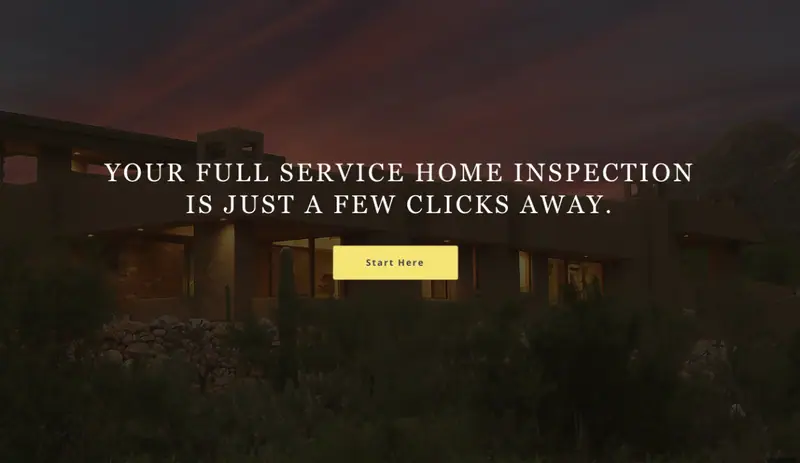 YOUR FULL SERVICE HOME INSPECTION
IS JUST A FEW CLICKS AWAY.
Start Here